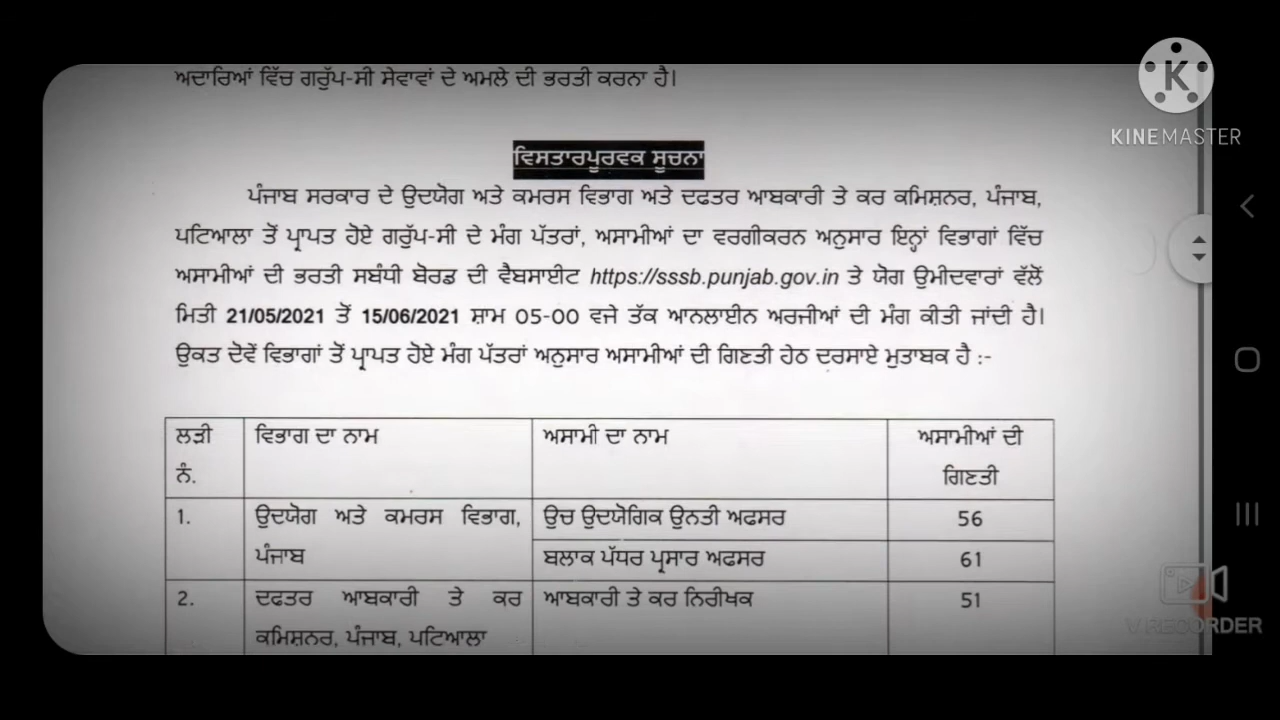 ਅਦਾਰਿਆਂ ਵਿੱਚ ਗਰੁੱਪ-ਸੀ ਸੇਵਾਵਾਂ ਦੇ ਅਮਲੇ ਦੀ ਭਰਤੀ ਕਰਨਾ ਹੈ।
KINEMASTER
ਵਿਸਤਾਰਪੂਰਵਕ ਸੂਚਨਾ
ਪੰਜਾਬ ਸਰਕਾਰ ਦੇ ਉਦਯੋਗ ਅਤੇ ਕਮਰਸ ਵਿਭਾਗ ਅਤੇ ਦਫਤਰ ਆਬਕਾਰੀ ਤੇ ਕਰ ਕਮਿਸ਼ਨਰ, ਪੰਜਾਬ,
ਪਟਿਆਲਾ ਤੋਂ ਪ੍ਰਾਪਤ ਹੋਏ ਗਰੁੱਪ-ਸੀ ਦੇ ਮੰਗ ਪੱਤਰਾਂ, ਅਸਾਮੀਆਂ ਦਾ ਵਰਗੀਕਰਨ ਅਨੁਸਾਰ ਇਨ੍ਹਾਂ ਵਿਭਾਗਾਂ ਵਿੱਚ
ਅਸਾਮੀਆਂ ਦੀ ਭਰਤੀ ਸਬੰਧੀ ਬੋਰਡ ਦੀ ਵੈਬਸਾਈਟ https://sssb.punjab.gov.in ਤੇ ਯੋਗ ਉਮੀਦਵਾਰਾਂ ਵੱਲੋਂ
ਮਿਤੀ 21/05/2021 ਤੋਂ 15/06/2021 ਸ਼ਾਮ 05-00 ਵਜੇ ਤੱਕ ਆਨਲਾਈਨ ਅਰਜੀਆਂ ਦੀ ਮੰਗ ਕੀਤੀ ਜਾਂਦੀ ਹੈ।
ਉਕਤ ਦੋਵੇਂ ਵਿਭਾਗਾਂ ਤੋਂ ਪ੍ਰਾਪਤ ਹੋਏ ਮੰਗ ਪੱਤਰਾਂ ਅਨੁਸਾਰ ਅਸਾਮੀਆਂ ਦੀ ਗਿਣਤੀ ਹੇਠ ਦਰਸਾਏ ਮੁਤਾਬਕ ਹੈ :-
ਲੜੀ ਵਿਭਾਗ ਦਾ ਨਾਮ ਅਸਾਮੀ ਦਾ ਨਾਮ ਅਸਾਮੀਆਂ ਦੀ
ਨੰ. ਗਿਣਤੀ
1. ਉਦਯੋਗ ਅਤੇ ਕਮਰਸ ਵਿਭਾਗ, ਉਚ ਉਦਯੋਗਿਕ ਉਨਤੀ ਅਫਸਰ 56
ਪੰਜਾਬ ਬਲਾਕ ਪੱਧਰ ਪ੍ਰਸਾਰ ਅਫਸਰ 61
2. ਦਫਤਰ ਆਬਕਾਰੀ ਤੇ ਕਰ ਆਬਕਾਰੀ ਤੇ ਕਰ ਨਿਰੀਖਕ 51
ਕਮਿਸ਼ਨਰ, ਪੰਜਾਬ, ਪਟਿਆਲਾ
V RECORDER